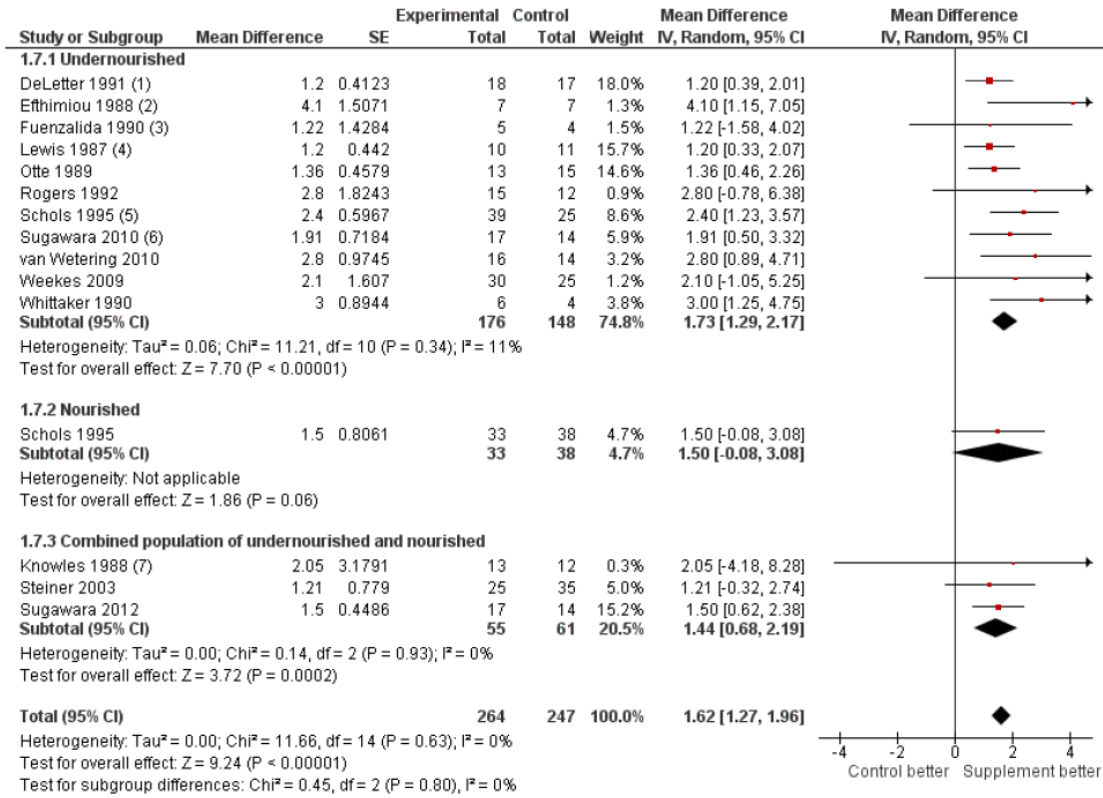 Experimental Control Mean Difference Mean Difference
Study or Subgroup Mean Difference SE Total Total Weight IV, Random, 95% CI IV, Random, 95% CI
1.7.1 Undernourished
DeLetter 1991 (1) 1.2 0.4123 18 17 18.0% 1.20 [0.39, 2.01]
Efthimiou 1988 (2) 4.1 1.5071 7 7 1.3% 4.10 [1.15, 7.05]
Fuenzalida 1990 (3) 1.22 1.4284 5 4 1.5% 1.22 [-1.58, 4.02]
Lewis 1987 (4) 1.2 0.442 10 11 15.7% 1.20 [0.33, 2.07]
Otte 1989 1.36 0.4579 13 15 14.6% 1.36 [0.46, 2.26]
Rogers 1992 2.8 1.8243 15 12 0.9% 2.80 [-0.78, 6.38]
Schols 1995 (5) 2.4 0.5967 39 25 8.6% 2.40 [1.23, 3.57]
Sugawara 2010 (6) 1.91 0.7184 17 14 5.9% 1.91 [0.50, 3.32]
van Wetering 2010 2.8 0.9745 16 14 3.2% 2.80 [0.89, 4.71]
Weekes 2009 2.1 1.607 30 25 1.2% 2.10 [-1.05, 5.25]
Whittaker 1990 3 0.8944 6 4 3.8% 3.00 [1.25, 4.75]
Subtotal (95% CI) 176 148 74.8% 1.73 [1.29, 2.17]
Heterogeneity: Tau² = 0.06; Chi² = 11.21, df = 10 (P = 0.34); I² = 11%
Test for overall effect: Z = 7.70 (P < 0.00001)
1.7.2 Nourished
Schols 1995 1.5 0.8061 33 38 4.7% 1.50 [-0.08, 3.08]
Subtotal (95% CI) 33 38 4.7% 1.50 [-0.08, 3.08]
Heterogeneity: Not applicable
Test for overall effect: Z = 1.86 (P = 0.06)
1.7.3 Combined population of undernourished and nourished
Knowles 1988 (7) 2.05 3.1791 13 12 0.3% 2.05 [-4.18, 8.28]
Steiner 2003 1.21 0.779 25 35 5.0% 1.21 [-0.32, 2.74]
Sugawara 2012 1.5 0.4486 17 14 15.2% 1.50 [0.62, 2.38]
Subtotal (95% CI) 55 61 20.5% 1.44 [0.68, 2.19]
Heterogeneity: Tau² = 0.00; Chi² = 0.14, df = 2 (P = 0.93); I² = 0%
Test for overall effect: Z = 3.72 (P = 0.0002)
Total (95% CI) 264 247 100.0% 1.62 [1.27, 1.96]
Heterogeneity: Tau² = 0.00; Chi² = 11.66, df = 14 (P = 0.63); I² = 0%
Test for overall effect: Z = 9.24 (P < 0.00001)
Test for subgroup differences: Chi² = 0.45, df = 2 (P = 0.80), I² = 0%
-4 -2 0 2 4
Control better Supplement better